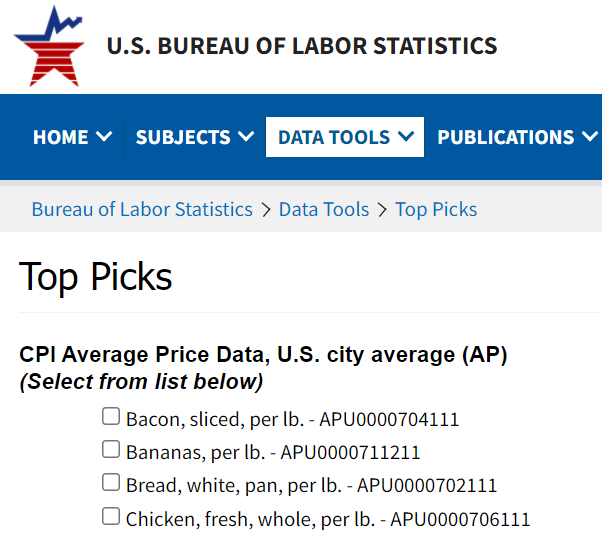 U.S. BUREAU OF LABOR STATISTICS
HOME SUBJECTS DATA TOOLS PUBLICATIONS
Bureau of Labor Statistics > Data Tools > Top Picks
Top Picks
CPI Average Price Data, U.S. city average (AP)
(Select from list below)
Bacon, sliced, per lb. - APU0000704111
Bananas, per lb. - APU0000711211
Bread, white, pan, per lb. - APU0000702111
Chicken, fresh, whole, per lb. - APU0000706111